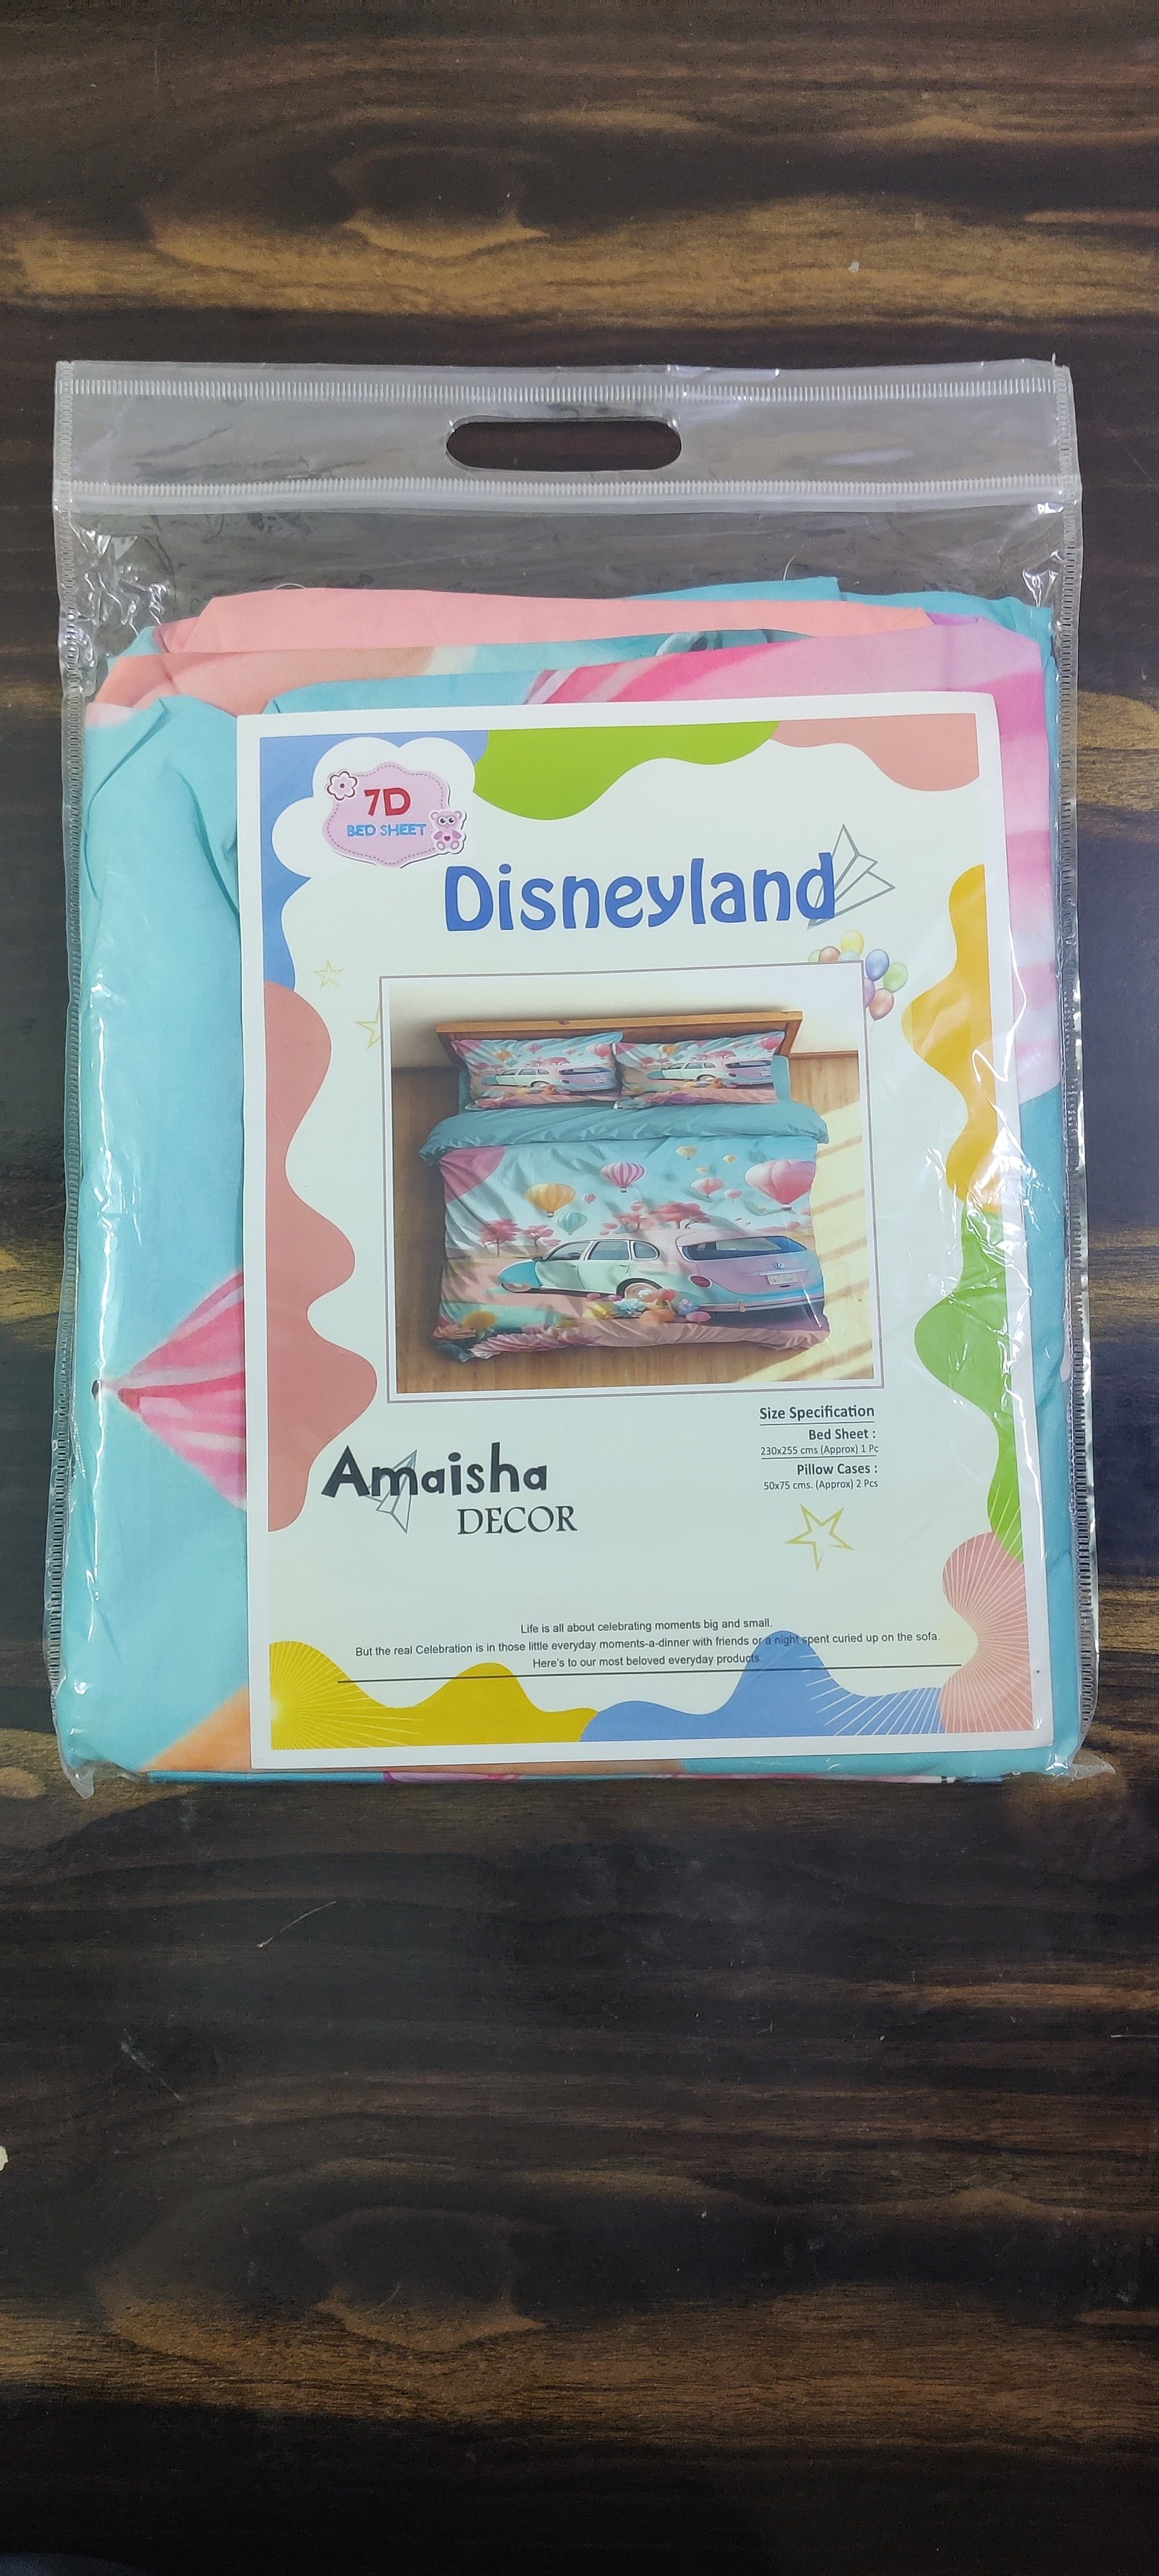 7D
BED SHEET
Disneyland
Size Specification
Bed Sheet :
230x255 cms (Approx) 1 Pc
Pillow Cases :
50x75 cms. (Approx) 2 Pcs
Amaisha
DECOR
Life is all about celebrating moments big and small.
But the real Celebration is in those little everyday moments-a-dinner with friends or a night spent curied up on the sofa.
Here's to our most beloved everyday products